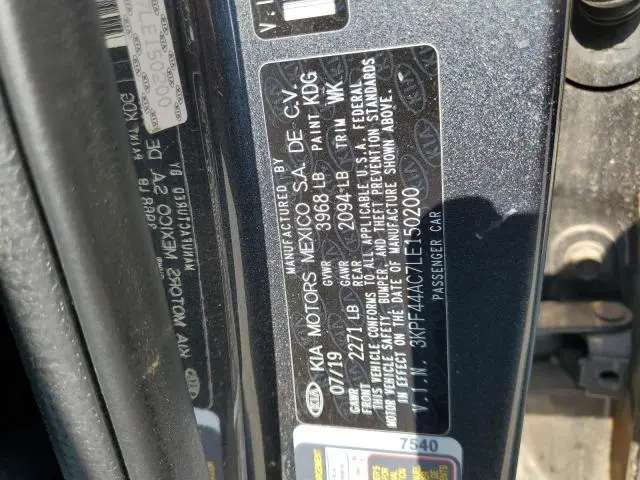 MANUFACTURED BY
KIA KIA MOTORS MEXICO S.A. DE C.V.
07/19 GVWR 3968 LB PAINT KDG
GAWR FRONT 2271 LB GAWR REAR 2094 LB TRIM WK
THIS VEHICLE CONFORMS TO ALL APPLICABLE U.S.A. FEDERAL
MOTOR VEHICLE SAFETY, BUMPER, AND THEFT PREVENTION STANDARDS
IN EFFECT ON THE DATE OF MANUFACTURE SHOWN ABOVE.
V.I.N. 3KPF44AC7LE150200
PASSENGER CAR
7540